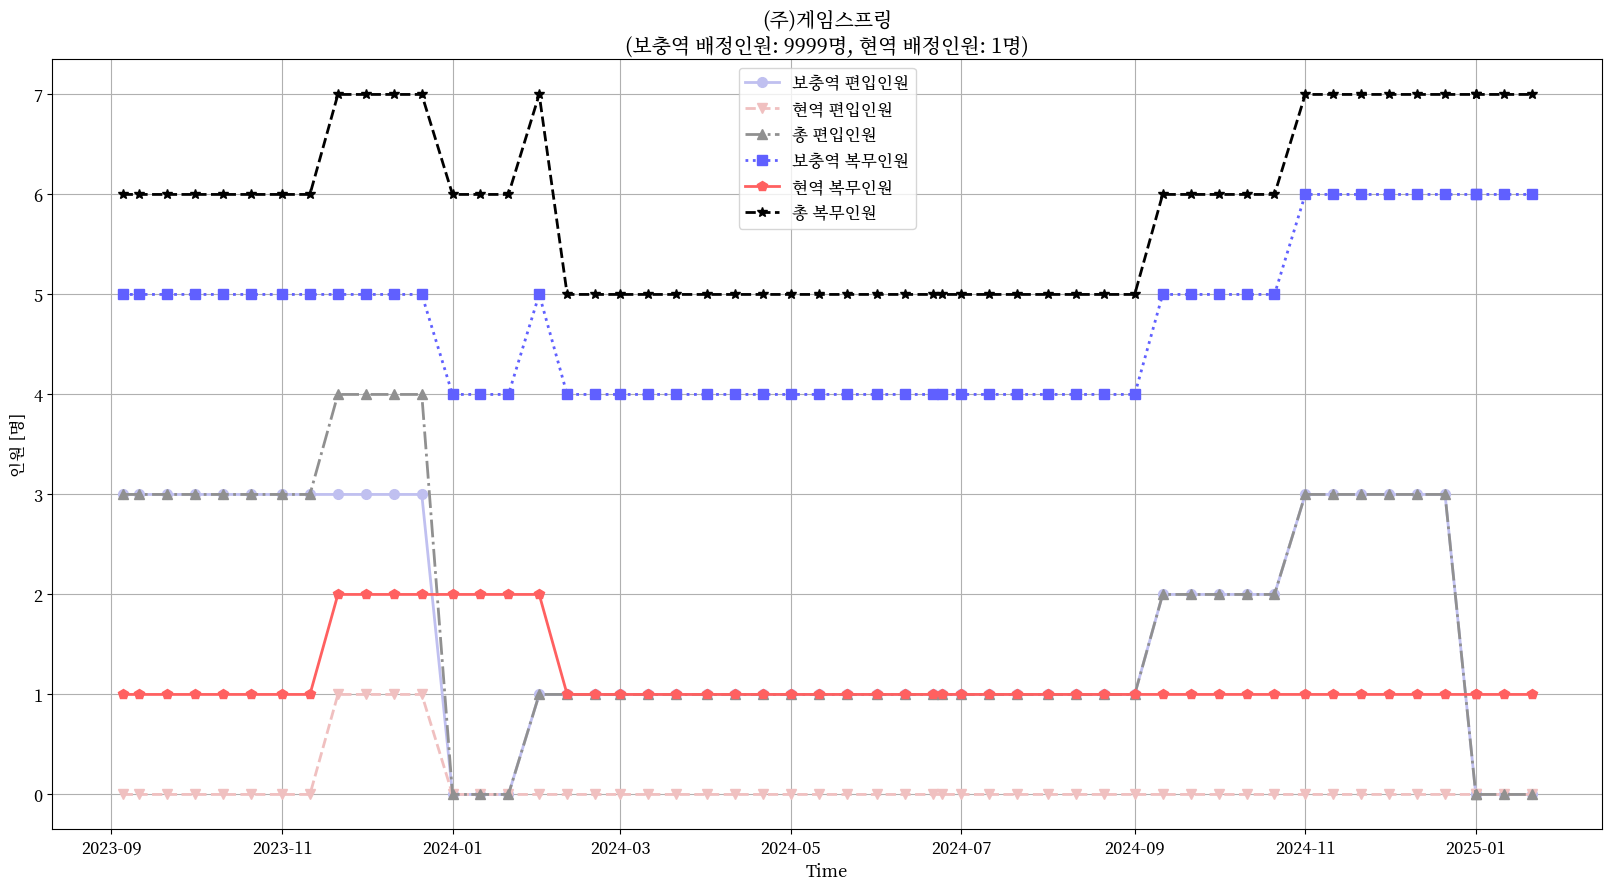 (주)게임스프링
(보충역 배정인원: 9999명, 현역 배정인원: 1명)
보충역 편입인원
현역 편입인원
총 편입인원
보충역 복무인원
현역 복무인원
총 복무인원
인원 [명]
7
6
5
4
3
2
1
0
2023-09
2023-11
2024-01
2024-03
2024-05
2024-07
2024-09
2024-11
2025-01
Time